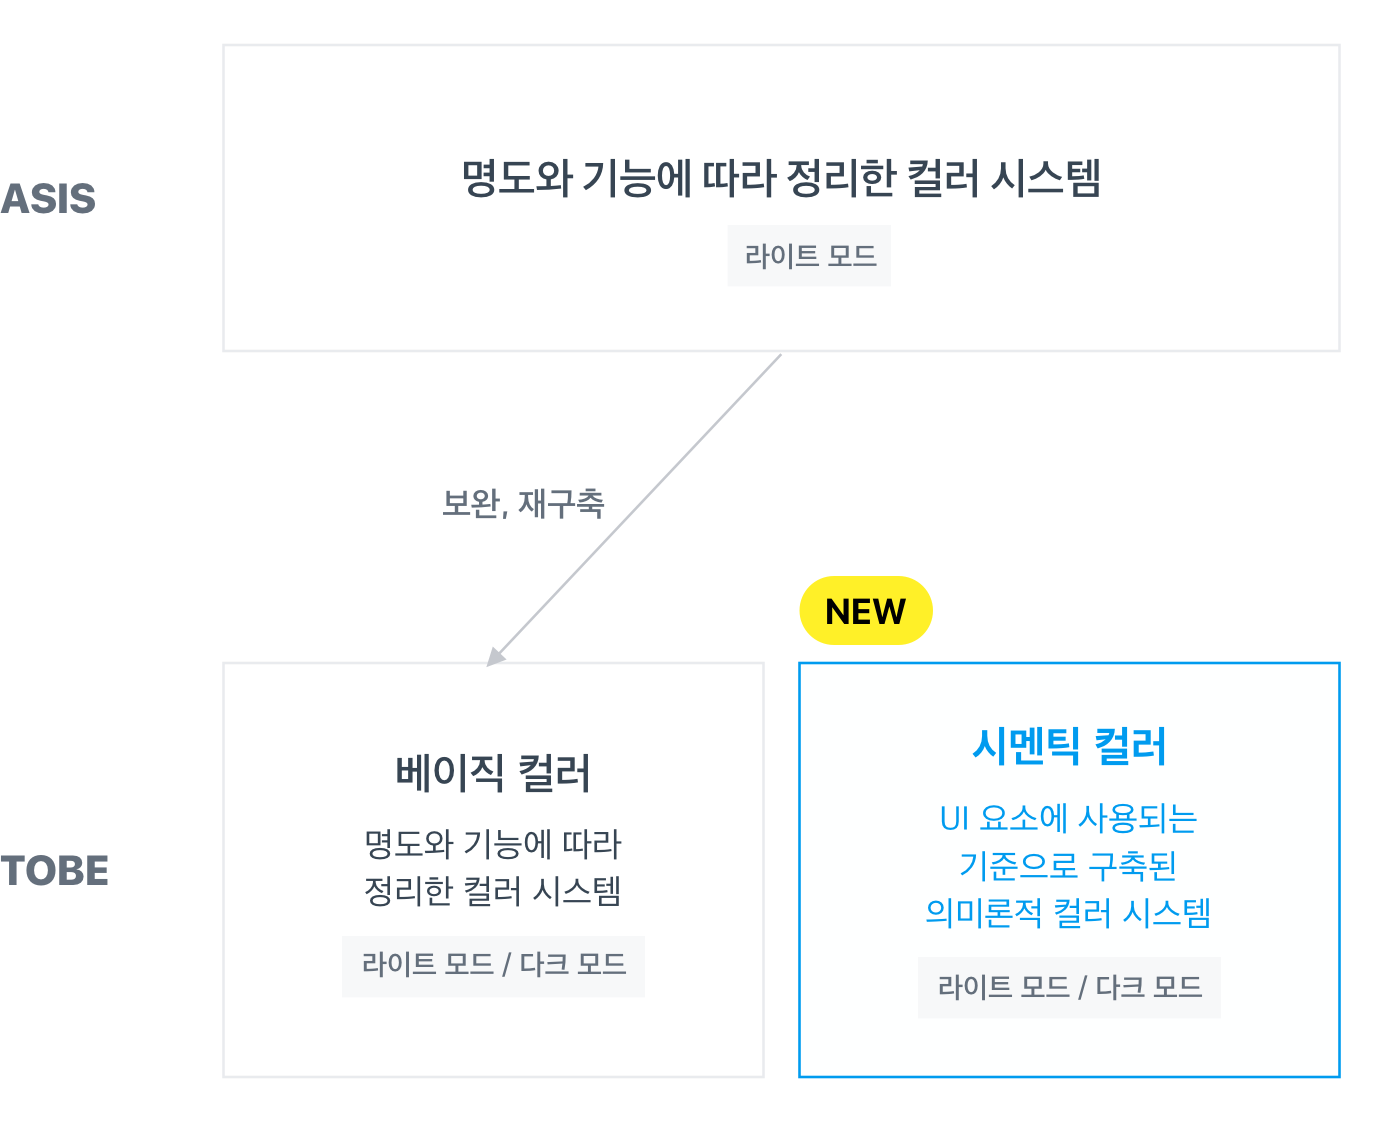 ASIS
명도와 기능에 따라 정리한 컬러 시스템
라이트 모드
보완, 재구축
TOBE
베이직 컬러
명도와 기능에 따라
정리한 컬러 시스템
라이트 모드 / 다크 모드
NEW
시멘틱 컬러
UI 요소에 사용되는
기준으로 구축된
의미론적 컬러 시스템
라이트 모드 / 다크 모드